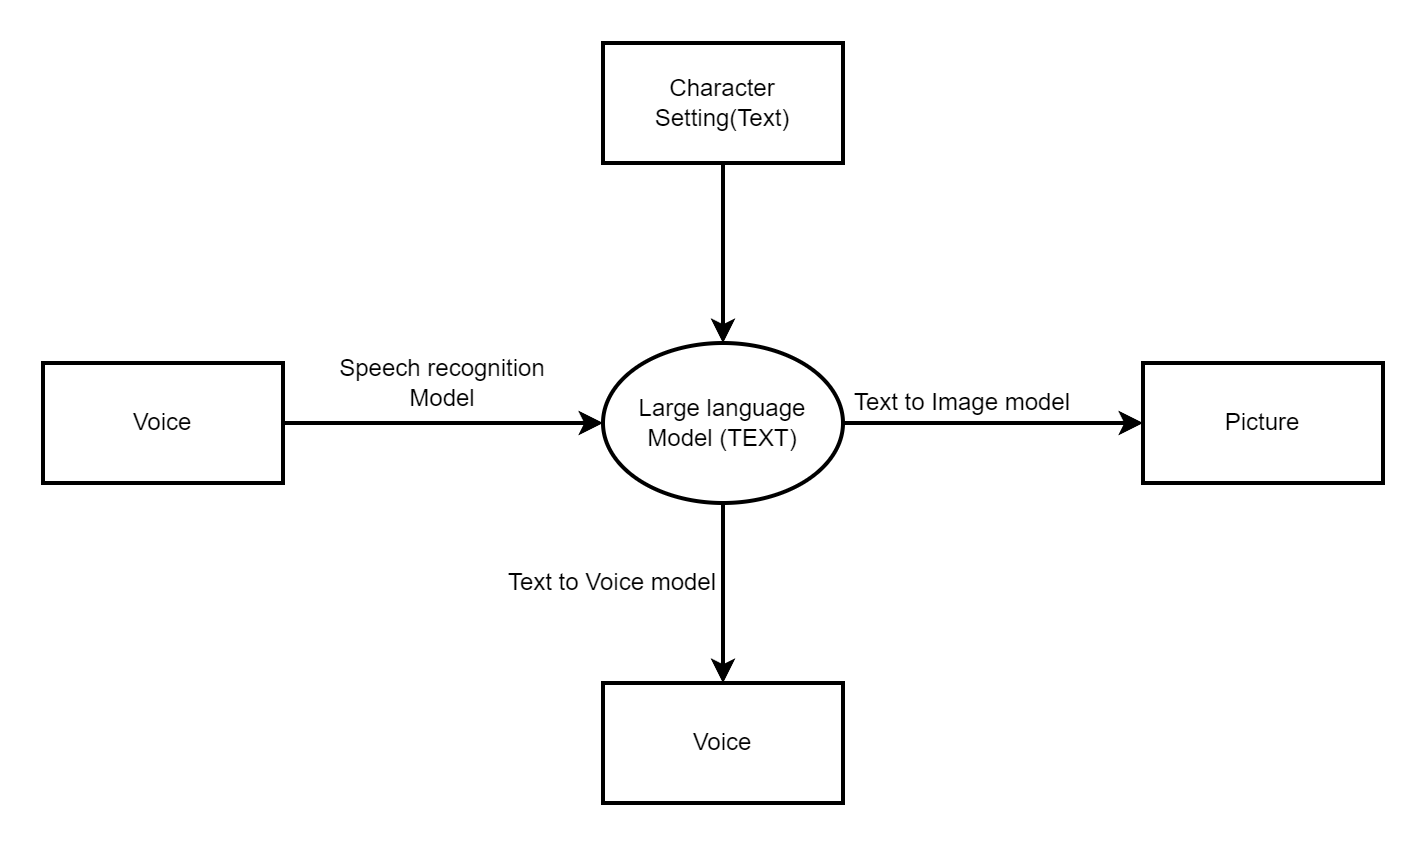 Character
Setting(Text)
Speech recognition
Model
Voice
Large language
Model (TEXT)
Text to Image model
Picture
Text to Voice model
Voice